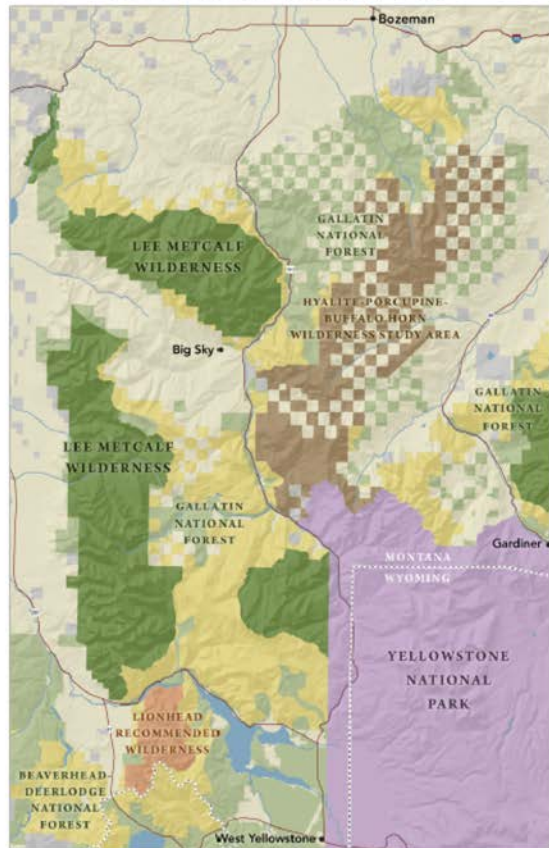 Bozeman
GALLATIN
NATIONAL
FOREST
LEE METCALF
WILDERNESS
HYALITE-PORCUPINE-
BUFFALO HORN
WILDERNESS STUDY AREA
Big Sky
GALLATIN
NATIONAL
FOREST
LEE METCALF
WILDERNESS
GALLATIN
NATIONAL
FOREST
Gardiner
MONTANA
WYOMING
YELLOWSTONE
NATIONAL
PARK
LIONHEAD
RECOMMENDED
WILDERNESS
BEAVERHEAD-
DEERLODGE
NATIONAL
FOREST
West Yellowstone